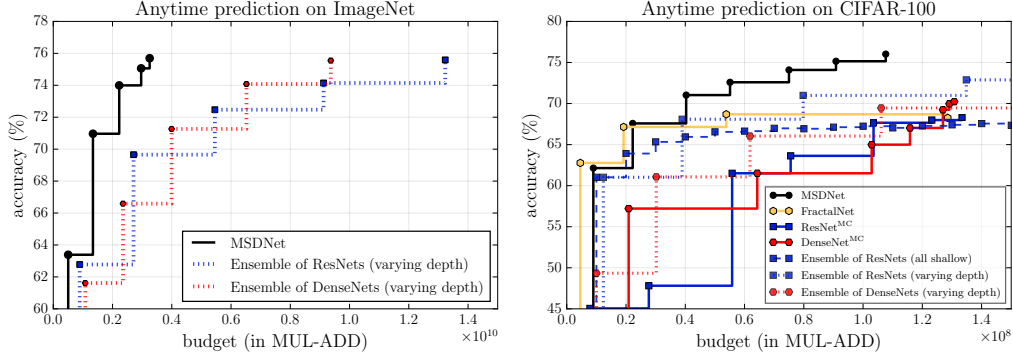 Anytime prediction on ImageNet
accuracy (%)
76
74
72
70
68
66
64
62
60
0.0
0.2
0.4
0.6
0.8
1.0
1.2
1.4
×10^10
budget (in MUL-ADD)
MSDNet
Ensemble of ResNets (varying depth)
Ensemble of DenseNets (varying depth)
Anytime prediction on CIFAR-100
accuracy (%)
80
75
70
65
60
55
50
45
0.0
0.2
0.4
0.6
0.8
1.0
1.2
1.4
×10^8
budget (in MUL-ADD)
MSDNet
FractalNet
ResNet^MC
DenseNet^MC
Ensemble of ResNets (all shallow)
Ensemble of ResNets (varying depth)
Ensemble of DenseNets (varying depth)